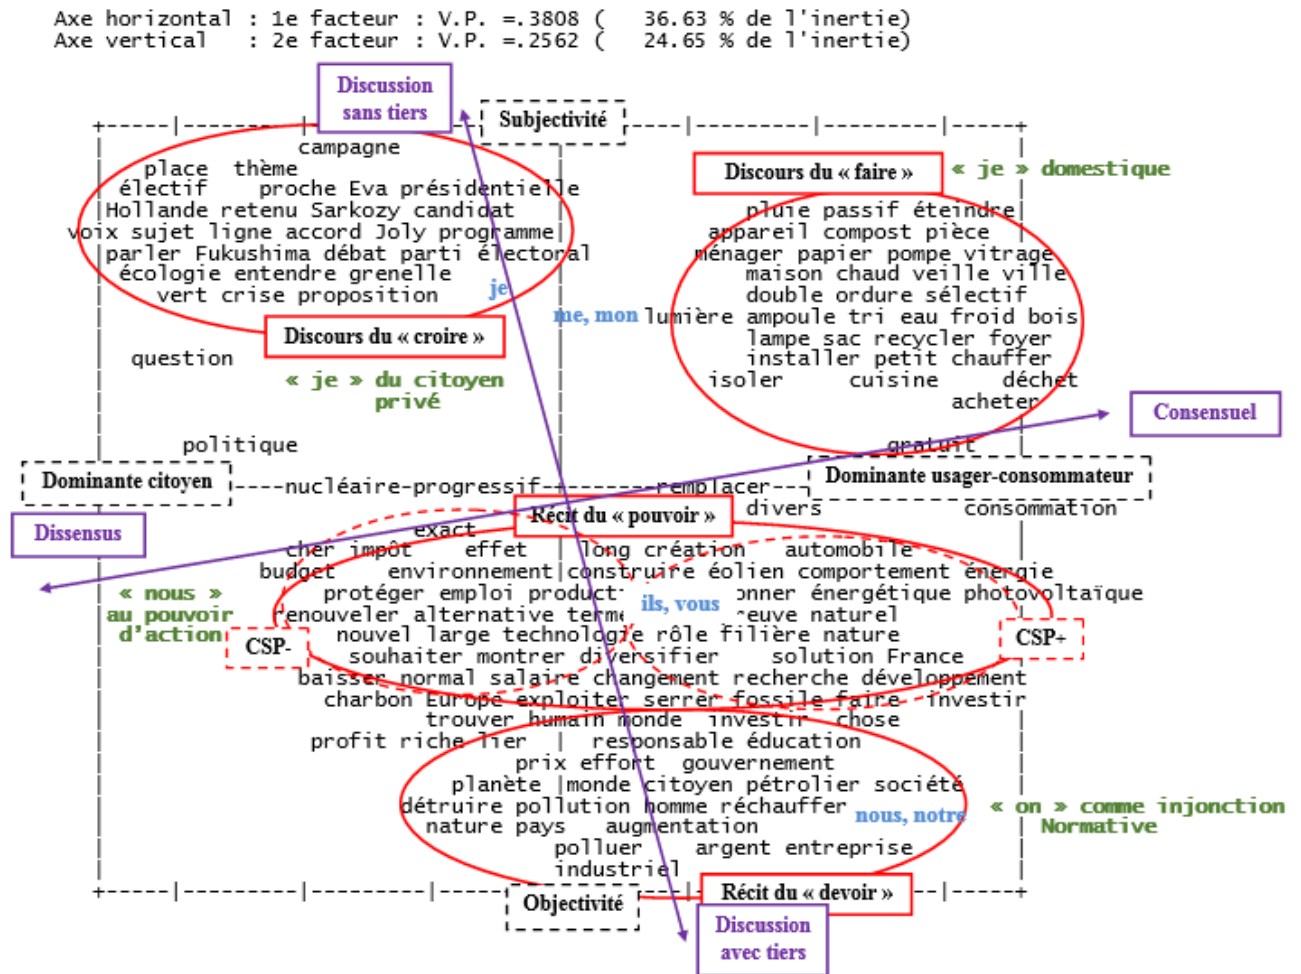 Axe horizontal : 1e facteur : V.P. =.3808 ( 36.63 % de l'inertie)
Axe vertical : 2e facteur : V.P. =.2562 ( 24.65 % de l'inertie)
Discussion
sans tiers
Subjectivité
campagne
place thème
Discours du « faire »
« je » domestique
électif proche Eva présidentielle
Hollande retenu Sarkozy candidat
pluie passif éteindre
voix sujet ligne accord Joly programme
appareil compost pièce
parler Fukushima débat parti électoral
ménager papier pompe vitrage
écologie entendre grenelle
maison chaud veille ville
vert crise proposition
je
double ordure sélectif
me, mon
lumière ampoule tri eau froid bois
Discours du « croire »
lampe sac recycler foyer
question
installer petit chauffer
« je » du citoyen
privé
isoler cuisine déchet
acheter
Consensuel
politique
gratuit
Dominante citoyen
nucléaire-progressif
remplacer
Dominante usager-consommateur
Récit du « pouvoir »
divers consommation
Dissensus
exact
cher impôt effet long création automobile
budget environnement construire éolien comportement énergie
« nous »
au pouvoir
d'action
protéger emploi product
ils, vous
onner énergétique photovoltaïque
renouveler alternative terme
reuve naturel
CSP-
nouvel large technologie rôle filière nature
CSP+
souhaiter montrer diversifier solution France
baisser normal salaire changement recherche développement
charbon Europe exploiter serrer fossile faire investir
trouver humain monde investir chose
profit riche lier responsable éducation
prix effort gouvernement
planète monde citoyen pétrolier société
détruire pollution homme réchauffer
nous, notre
« on » comme injonction
Normative
nature pays augmentation
polluer argent entreprise
industriel
Objectivité
Récit du « devoir »
Discussion
avec tiers